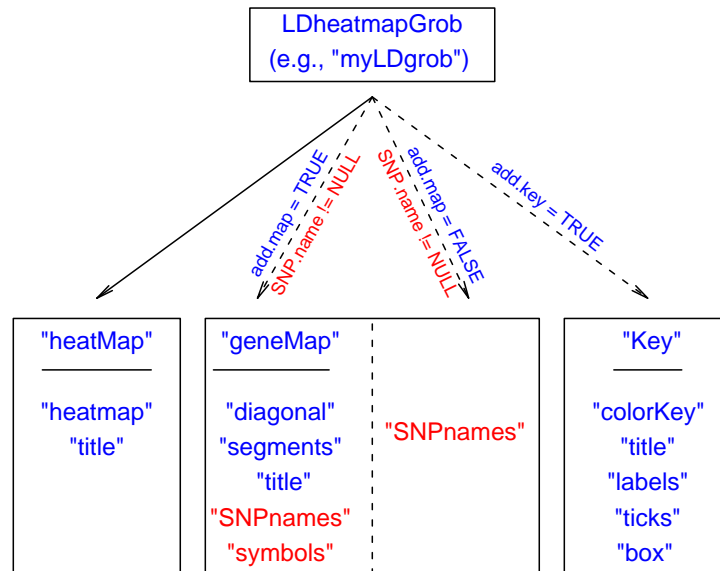 LDheatmapGrob
(e.g., "myLDgrob")
add.map = TRUE
SNP.name != NULL
add.map = FALSE
SNP.name != NULL
add.key = TRUE
"heatMap"
"heatmap"
"title"
"geneMap"
"diagonal"
"segments"
"title"
"SNPnames"
"symbols"
"SNPnames"
"Key"
"colorKey"
"title"
"labels"
"ticks"
"box"